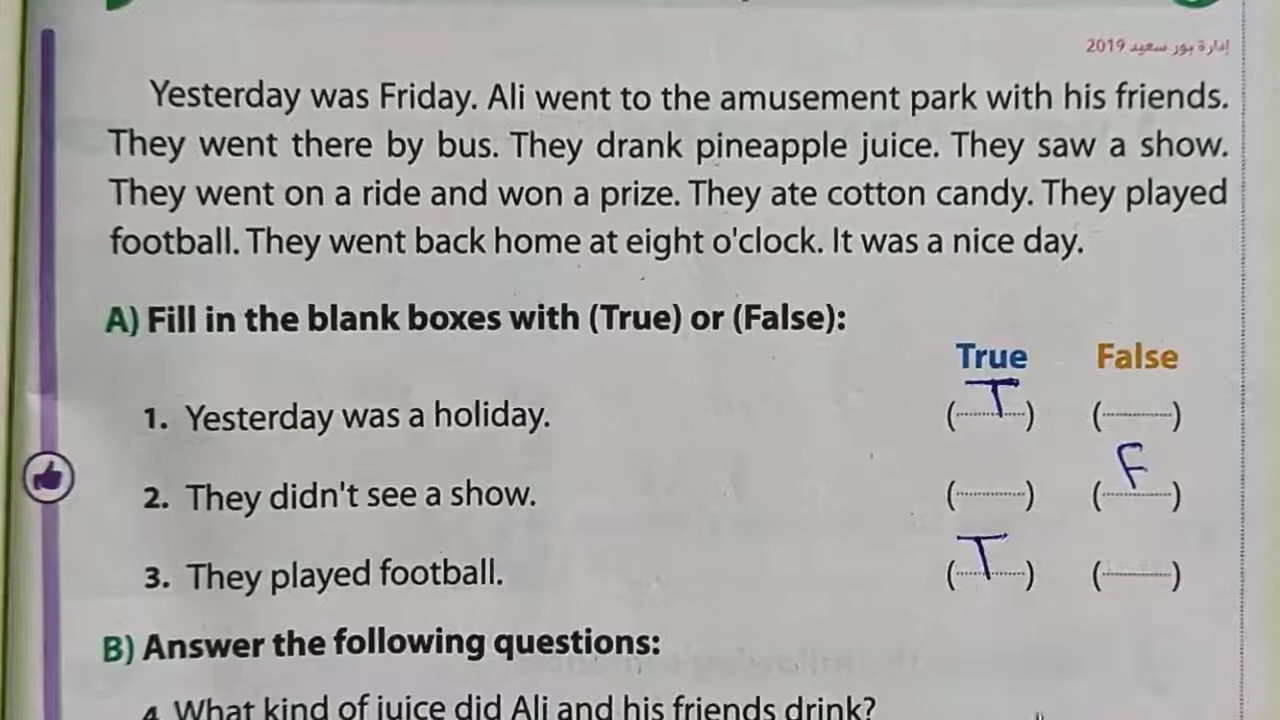 إدارة بور سعيد 2019
Yesterday was Friday. Ali went to the amusement park with his friends.
They went there by bus. They drank pineapple juice. They saw a show.
They went on a ride and won a prize. They ate cotton candy. They played
football. They went back home at eight o'clock. It was a nice day.
A) Fill in the blank boxes with (True) or (False):
True False
1. Yesterday was a holiday. (....T....) (............)
2. They didn't see a show. (............) (....F....)
3. They played football. (....T....) (............)
B) Answer the following questions:
4. What kind of juice did Ali and his friends drink?